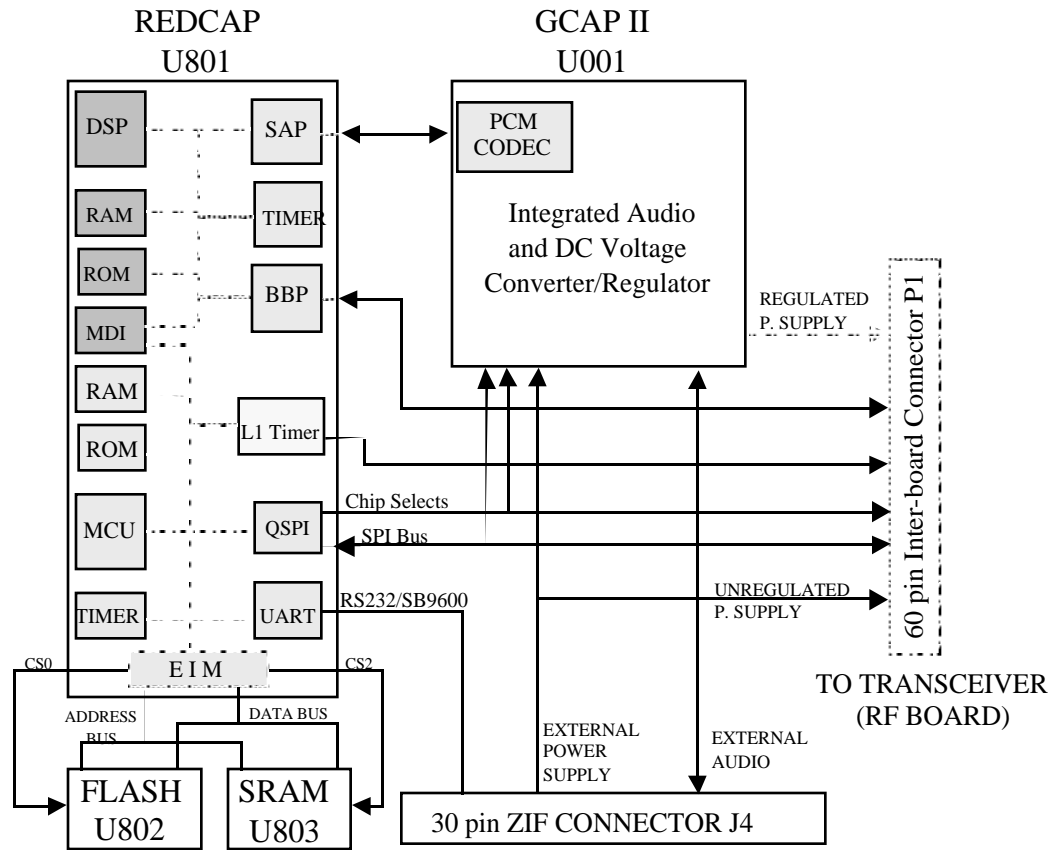 REDCAP
U801
GCAP II
U001
DSP
SAP
PCM
CODEC
RAM
TIMER
Integrated Audio
and DC Voltage
Converter/Regulator
ROM
BBP
MDI
REGULATED
P. SUPPLY
60 pin Inter-board Connector P1
RAM
L1 Timer
ROM
Chip Selects
MCU
QSPI
SPI Bus
UNREGULATED
P. SUPPLY
TIMER
UART
RS232/SB9600
CS0
E I M
CS2
TO TRANSCEIVER
(RF BOARD)
ADDRESS
BUS
DATA BUS
EXTERNAL
POWER
SUPPLY
EXTERNAL
AUDIO
FLASH
U802
SRAM
U803
30 pin ZIF CONNECTOR J4